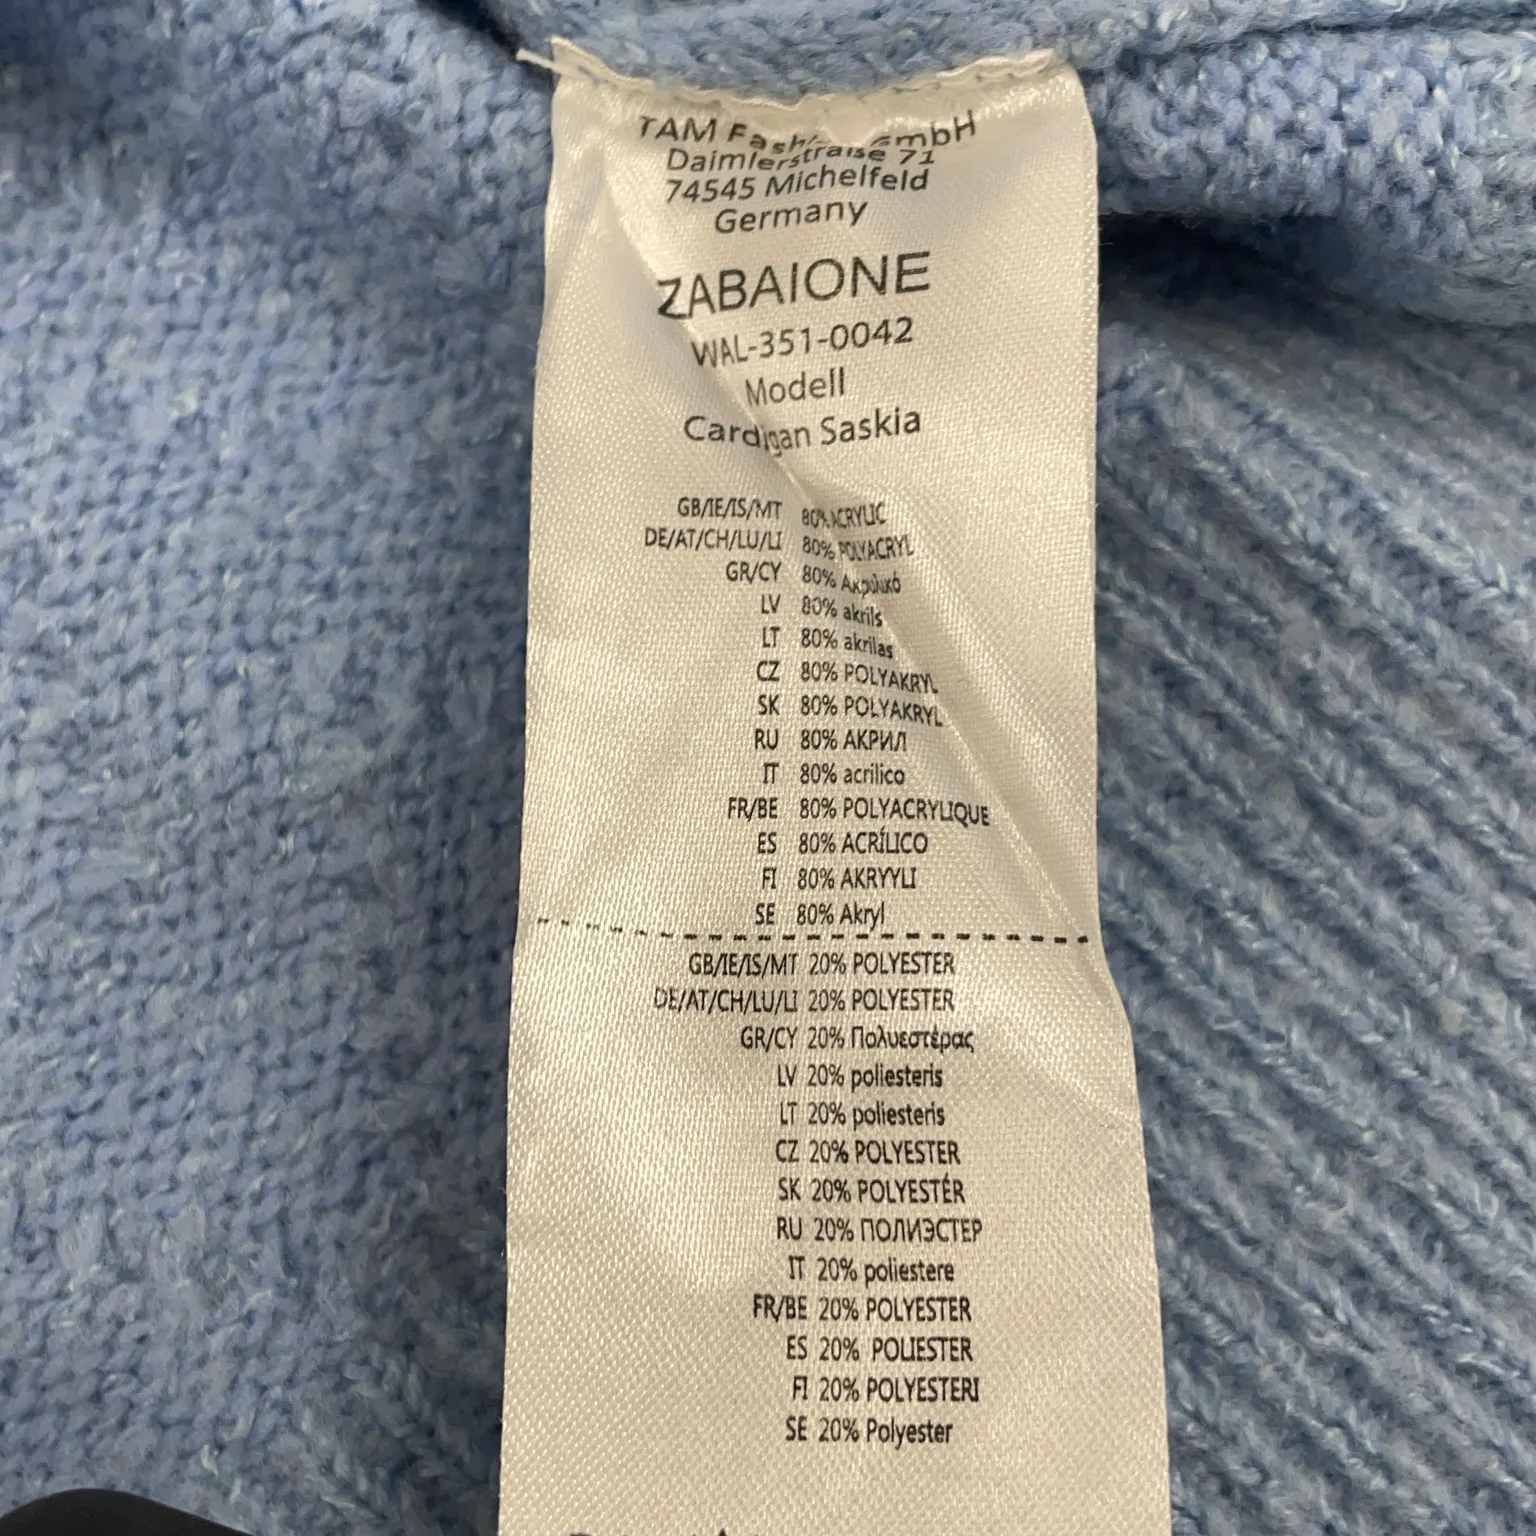 TAM Fashion GmbH
Daimlerstraße 71
74545 Michelfeld
Germany
ZABAIONE
WAL-351-0042
Modell
Cardigan Saskia
GB/IE/IS/MT 80% ACRYLIC
DE/AT/CH/LU/LI 80% POLYACRYL
GR/CY 80% Ακρυλικό
LV 80% akrils
LT 80% akrilas
CZ 80% POLYAKRYL
SK 80% POLYAKRYL
RU 80% АКРИЛ
IT 80% acrilico
FR/BE 80% POLYACRYLIQUE
ES 80% ACRÍLICO
FI 80% AKRYYLI
SE 80% Akryl
GB/IE/IS/MT 20% POLYESTER
DE/AT/CH/LU/LI 20% POLYESTER
GR/CY 20% Πολυεστέρας
LV 20% poliesteris
LT 20% poliesteris
CZ 20% POLYESTER
SK 20% POLYESTÉR
RU 20% ПОЛИЭСТЕР
IT 20% poliestere
FR/BE 20% POLYESTER
ES 20% POLIESTER
FI 20% POLYESTERI
SE 20% Polyester